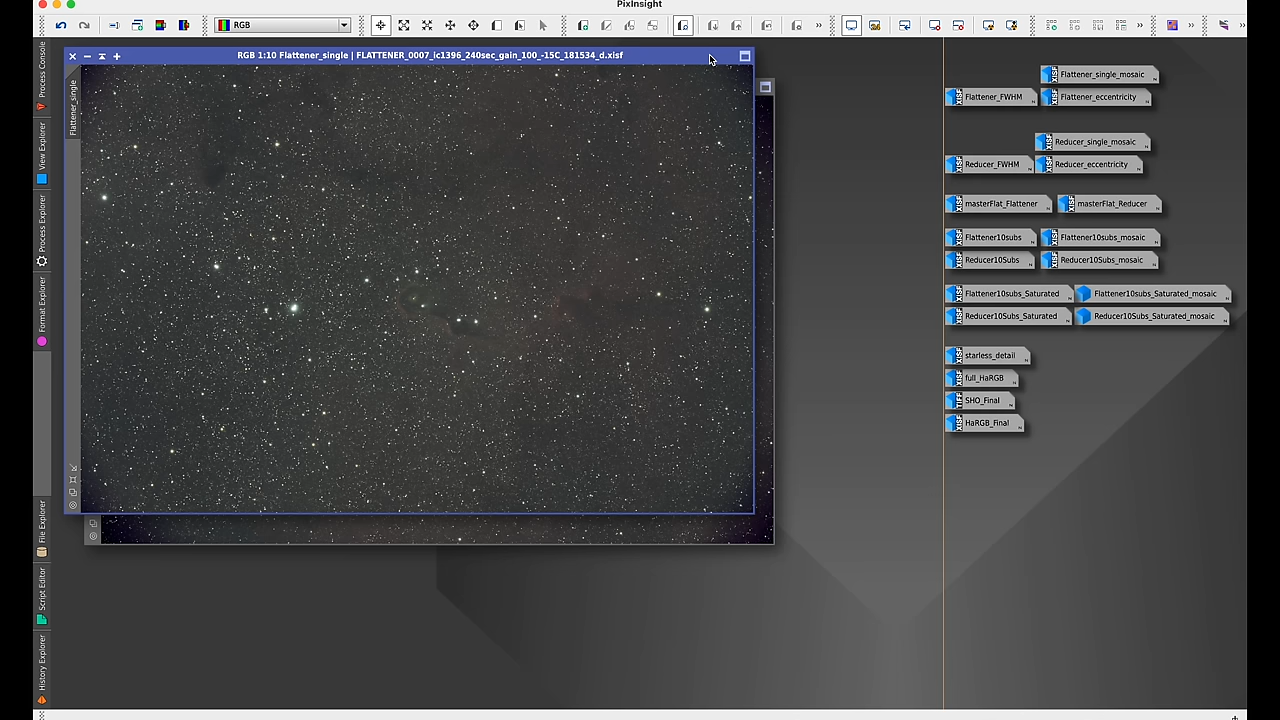 PixInsight
RGB
RGB 1:10 Flattener_single | FLATTENER_0007_ic1396_240sec_gain_100_-15C_181534_d.xisf
Flattener_single
Process Console
View Explorer
Process Explorer
Format Explorer
File Explorer
Script Editor
History Explorer
Flattener_single_mosaic
Flattener_FWHM
Flattener_eccentricity
Reducer_single_mosaic
Reducer_FWHM
Reducer_eccentricity
masterFlat_Flattener
masterFlat_Reducer
Flattener10subs
Flattener10subs_mosaic
Reducer10Subs
Reducer10Subs_mosaic
Flattener10subs_Saturated
Flattener10subs_Saturated_mosaic
Reducer10Subs_Saturated
Reducer10Subs_Saturated_mosaic
starless_detail
full_HaRGB
SHO_Final
HaRGB_Final